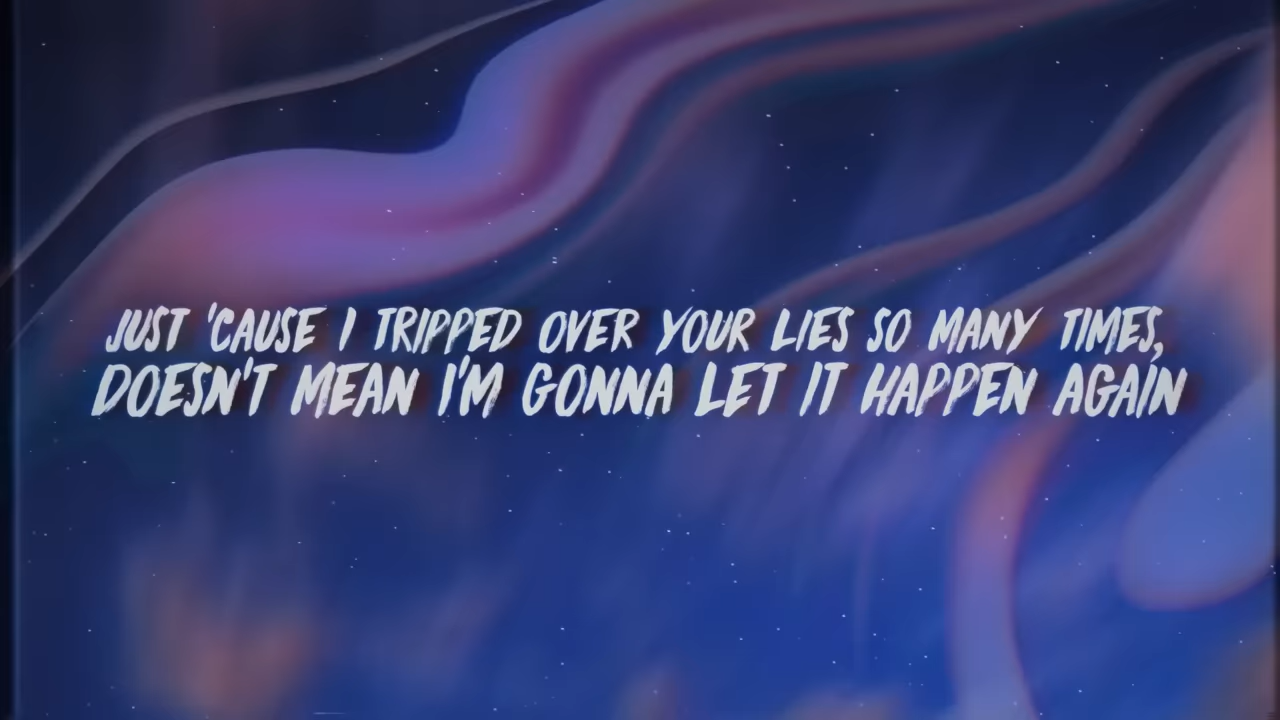 JUST 'CAUSE I TRIPPED OVER YOUR LIES SO MANY TIMES,
DOESN'T MEAN I'M GONNA LET IT HAPPEN AGAIN